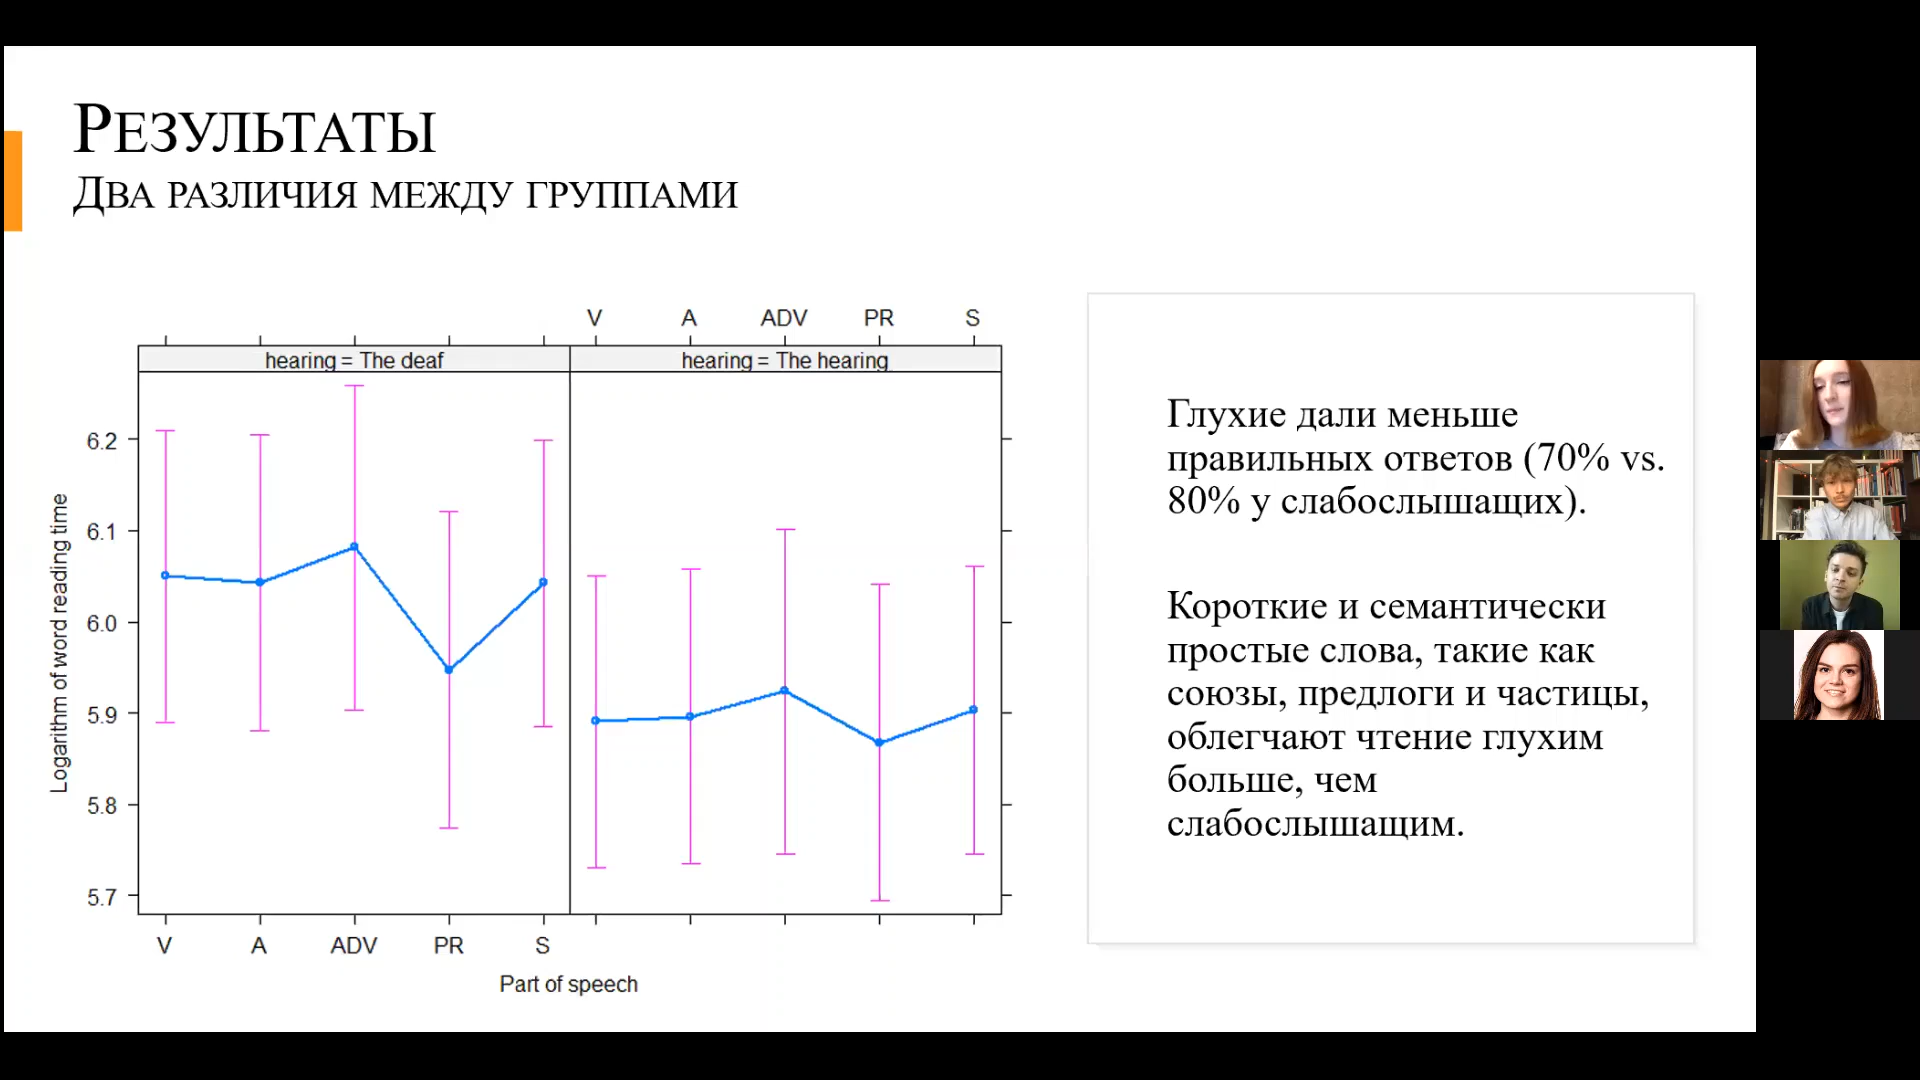 Результаты
Два различия между группами
V A ADV PR S
hearing = The deaf
hearing = The hearing
Logarithm of word reading time
6.2
6.1
6.0
5.9
5.8
5.7
V A ADV PR S
Part of speech
Глухие дали меньше
правильных ответов (70% vs.
80% у слабослышащих).
Короткие и семантически
простые слова, такие как
союзы, предлоги и частицы,
облегчают чтение глухим
больше, чем
слабослышащим.